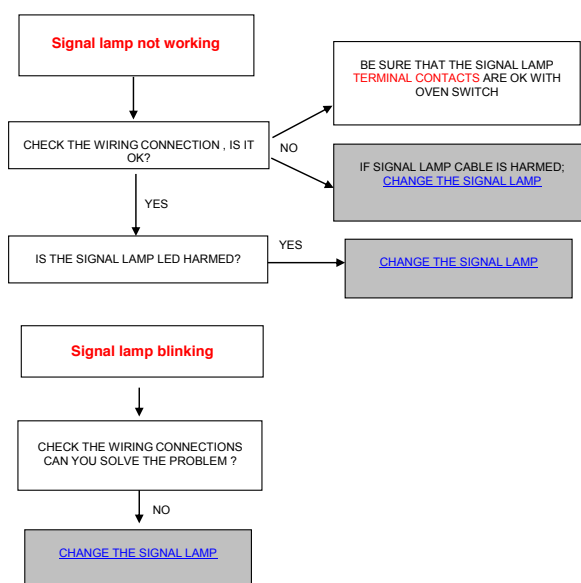 Signal lamp not working
BE SURE THAT THE SIGNAL LAMP
TERMINAL CONTACTS ARE OK WITH
OVEN SWITCH
CHECK THE WIRING CONNECTION , IS IT
OK?
NO
IF SIGNAL LAMP CABLE IS HARMED;
CHANGE THE SIGNAL LAMP
YES
IS THE SIGNAL LAMP LED HARMED?
YES
CHANGE THE SIGNAL LAMP
Signal lamp blinking
CHECK THE WIRING CONNECTIONS
CAN YOU SOLVE THE PROBLEM ?
NO
CHANGE THE SIGNAL LAMP